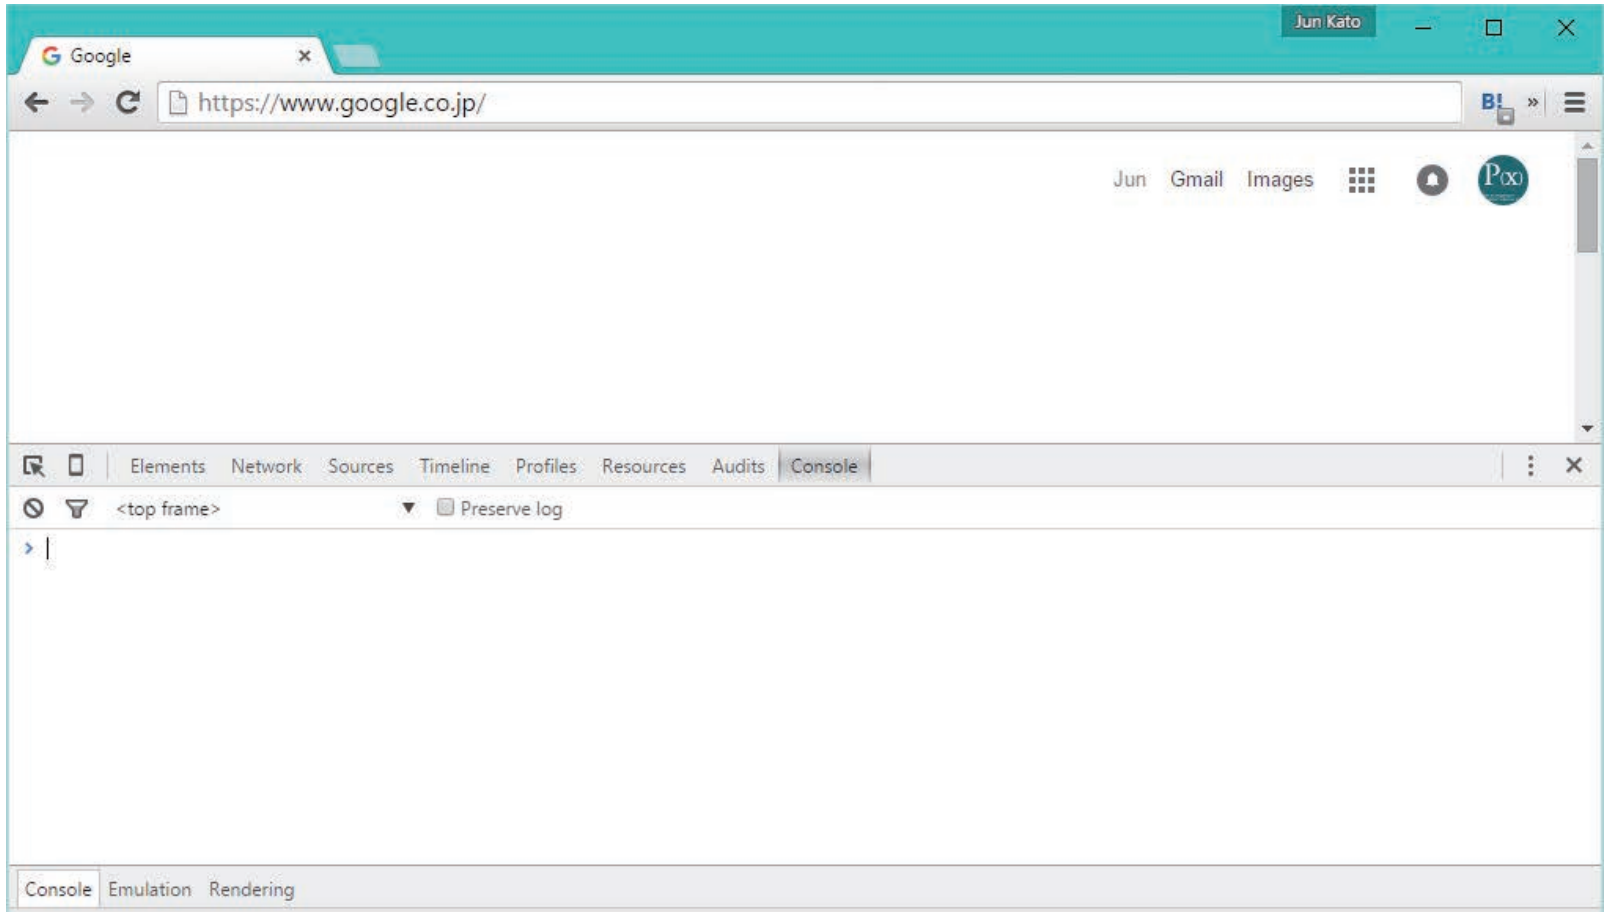 Jun Kato
Google
https://www.google.co.jp/
B!
Jun Gmail Images
P(x)
Elements Network Sources Timeline Profiles Resources Audits Console
<top frame> Preserve log
Console Emulation Rendering